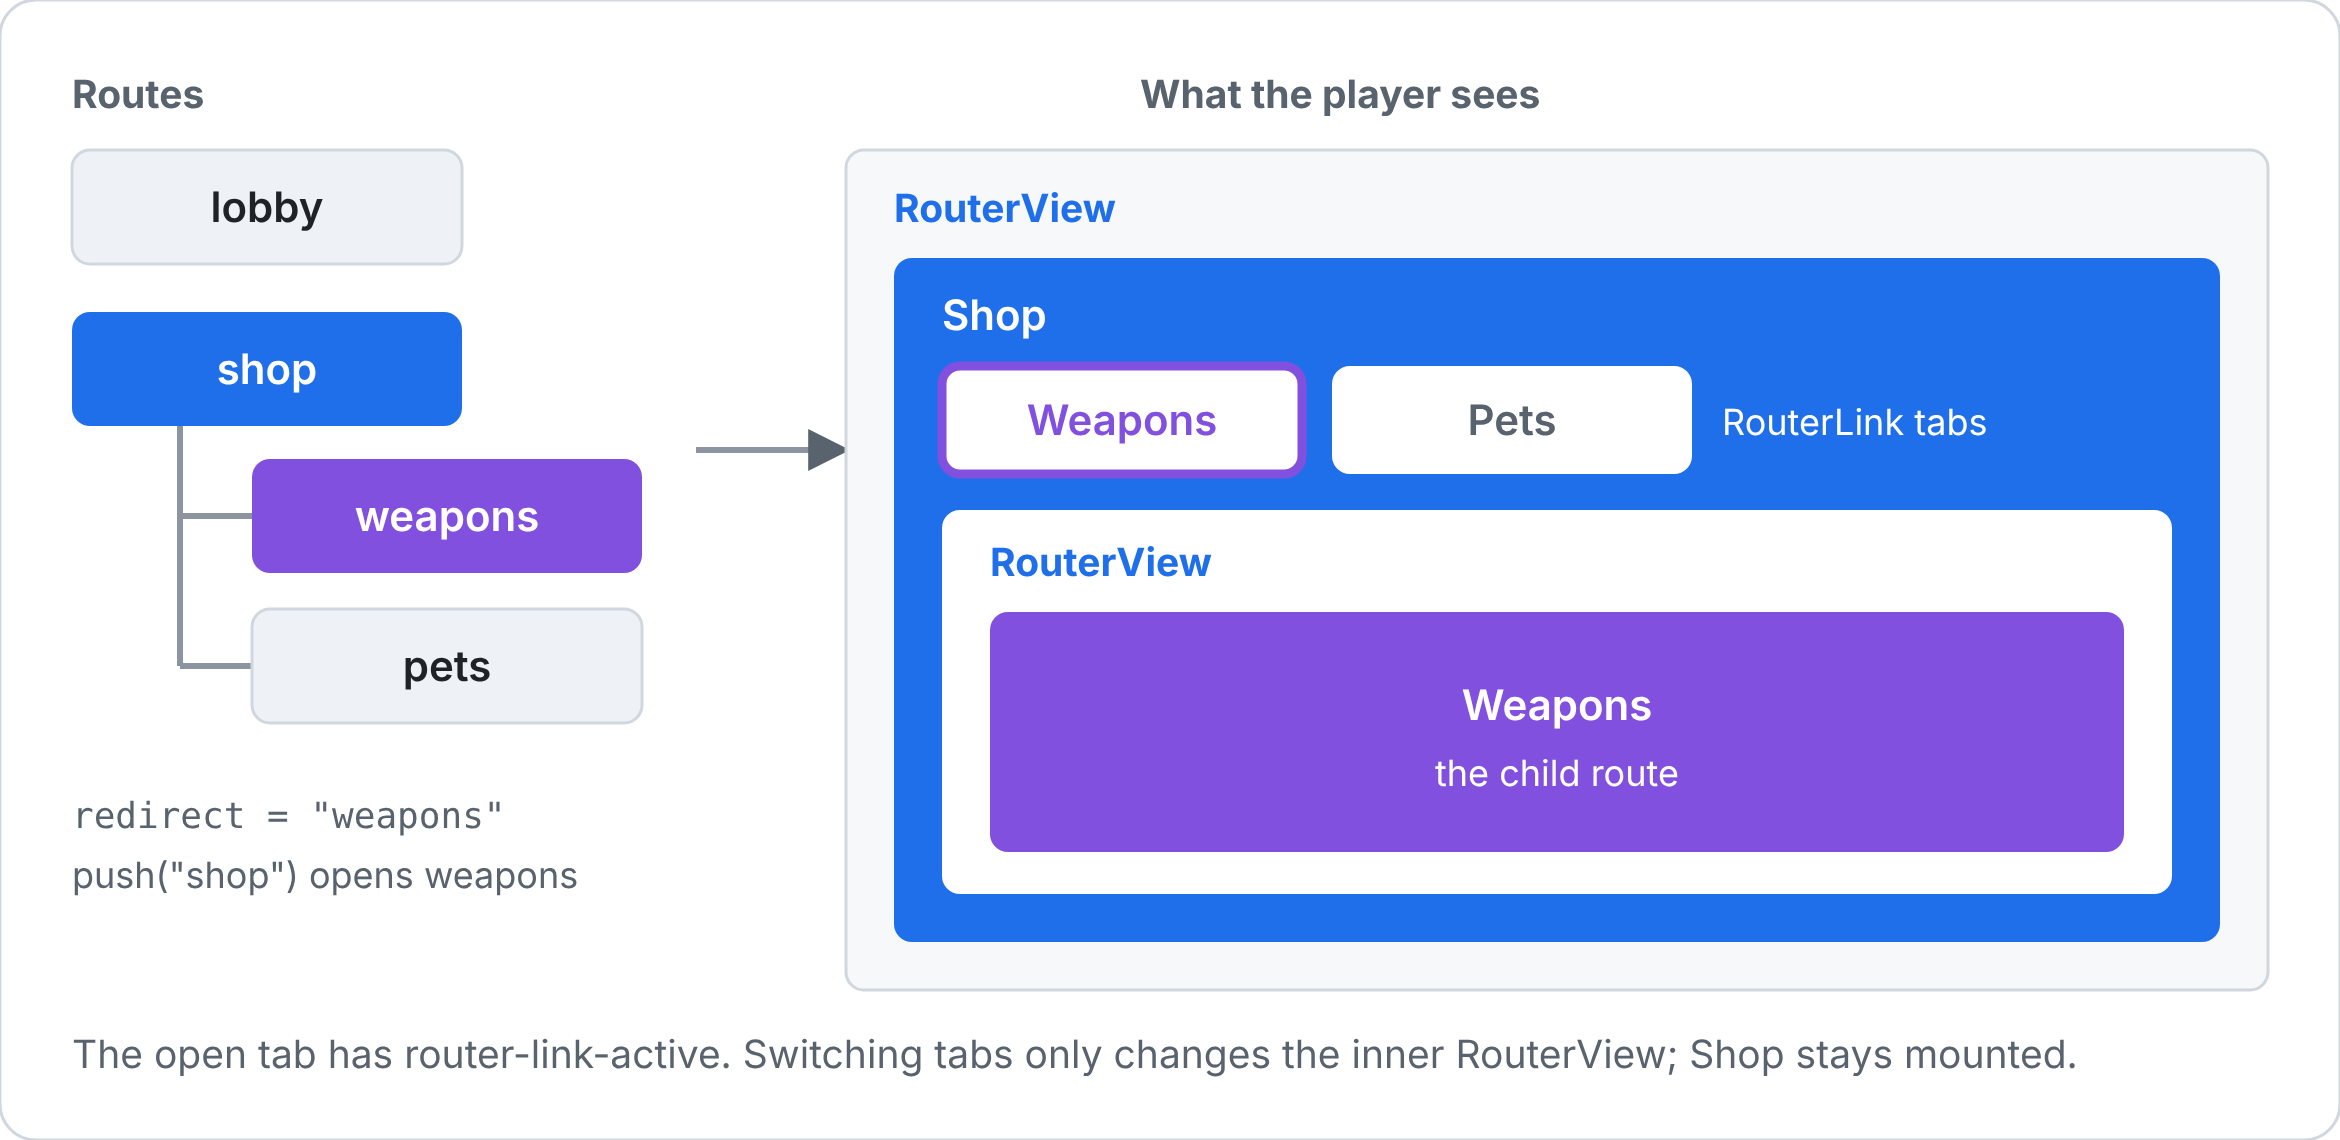 Routes
lobby
shop
weapons
pets
redirect = "weapons"
push("shop") opens weapons
What the player sees
RouterView
Shop
Weapons
Pets
RouterLink tabs
RouterView
Weapons
the child route
The open tab has router-link-active. Switching tabs only changes the inner RouterView; Shop stays mounted.